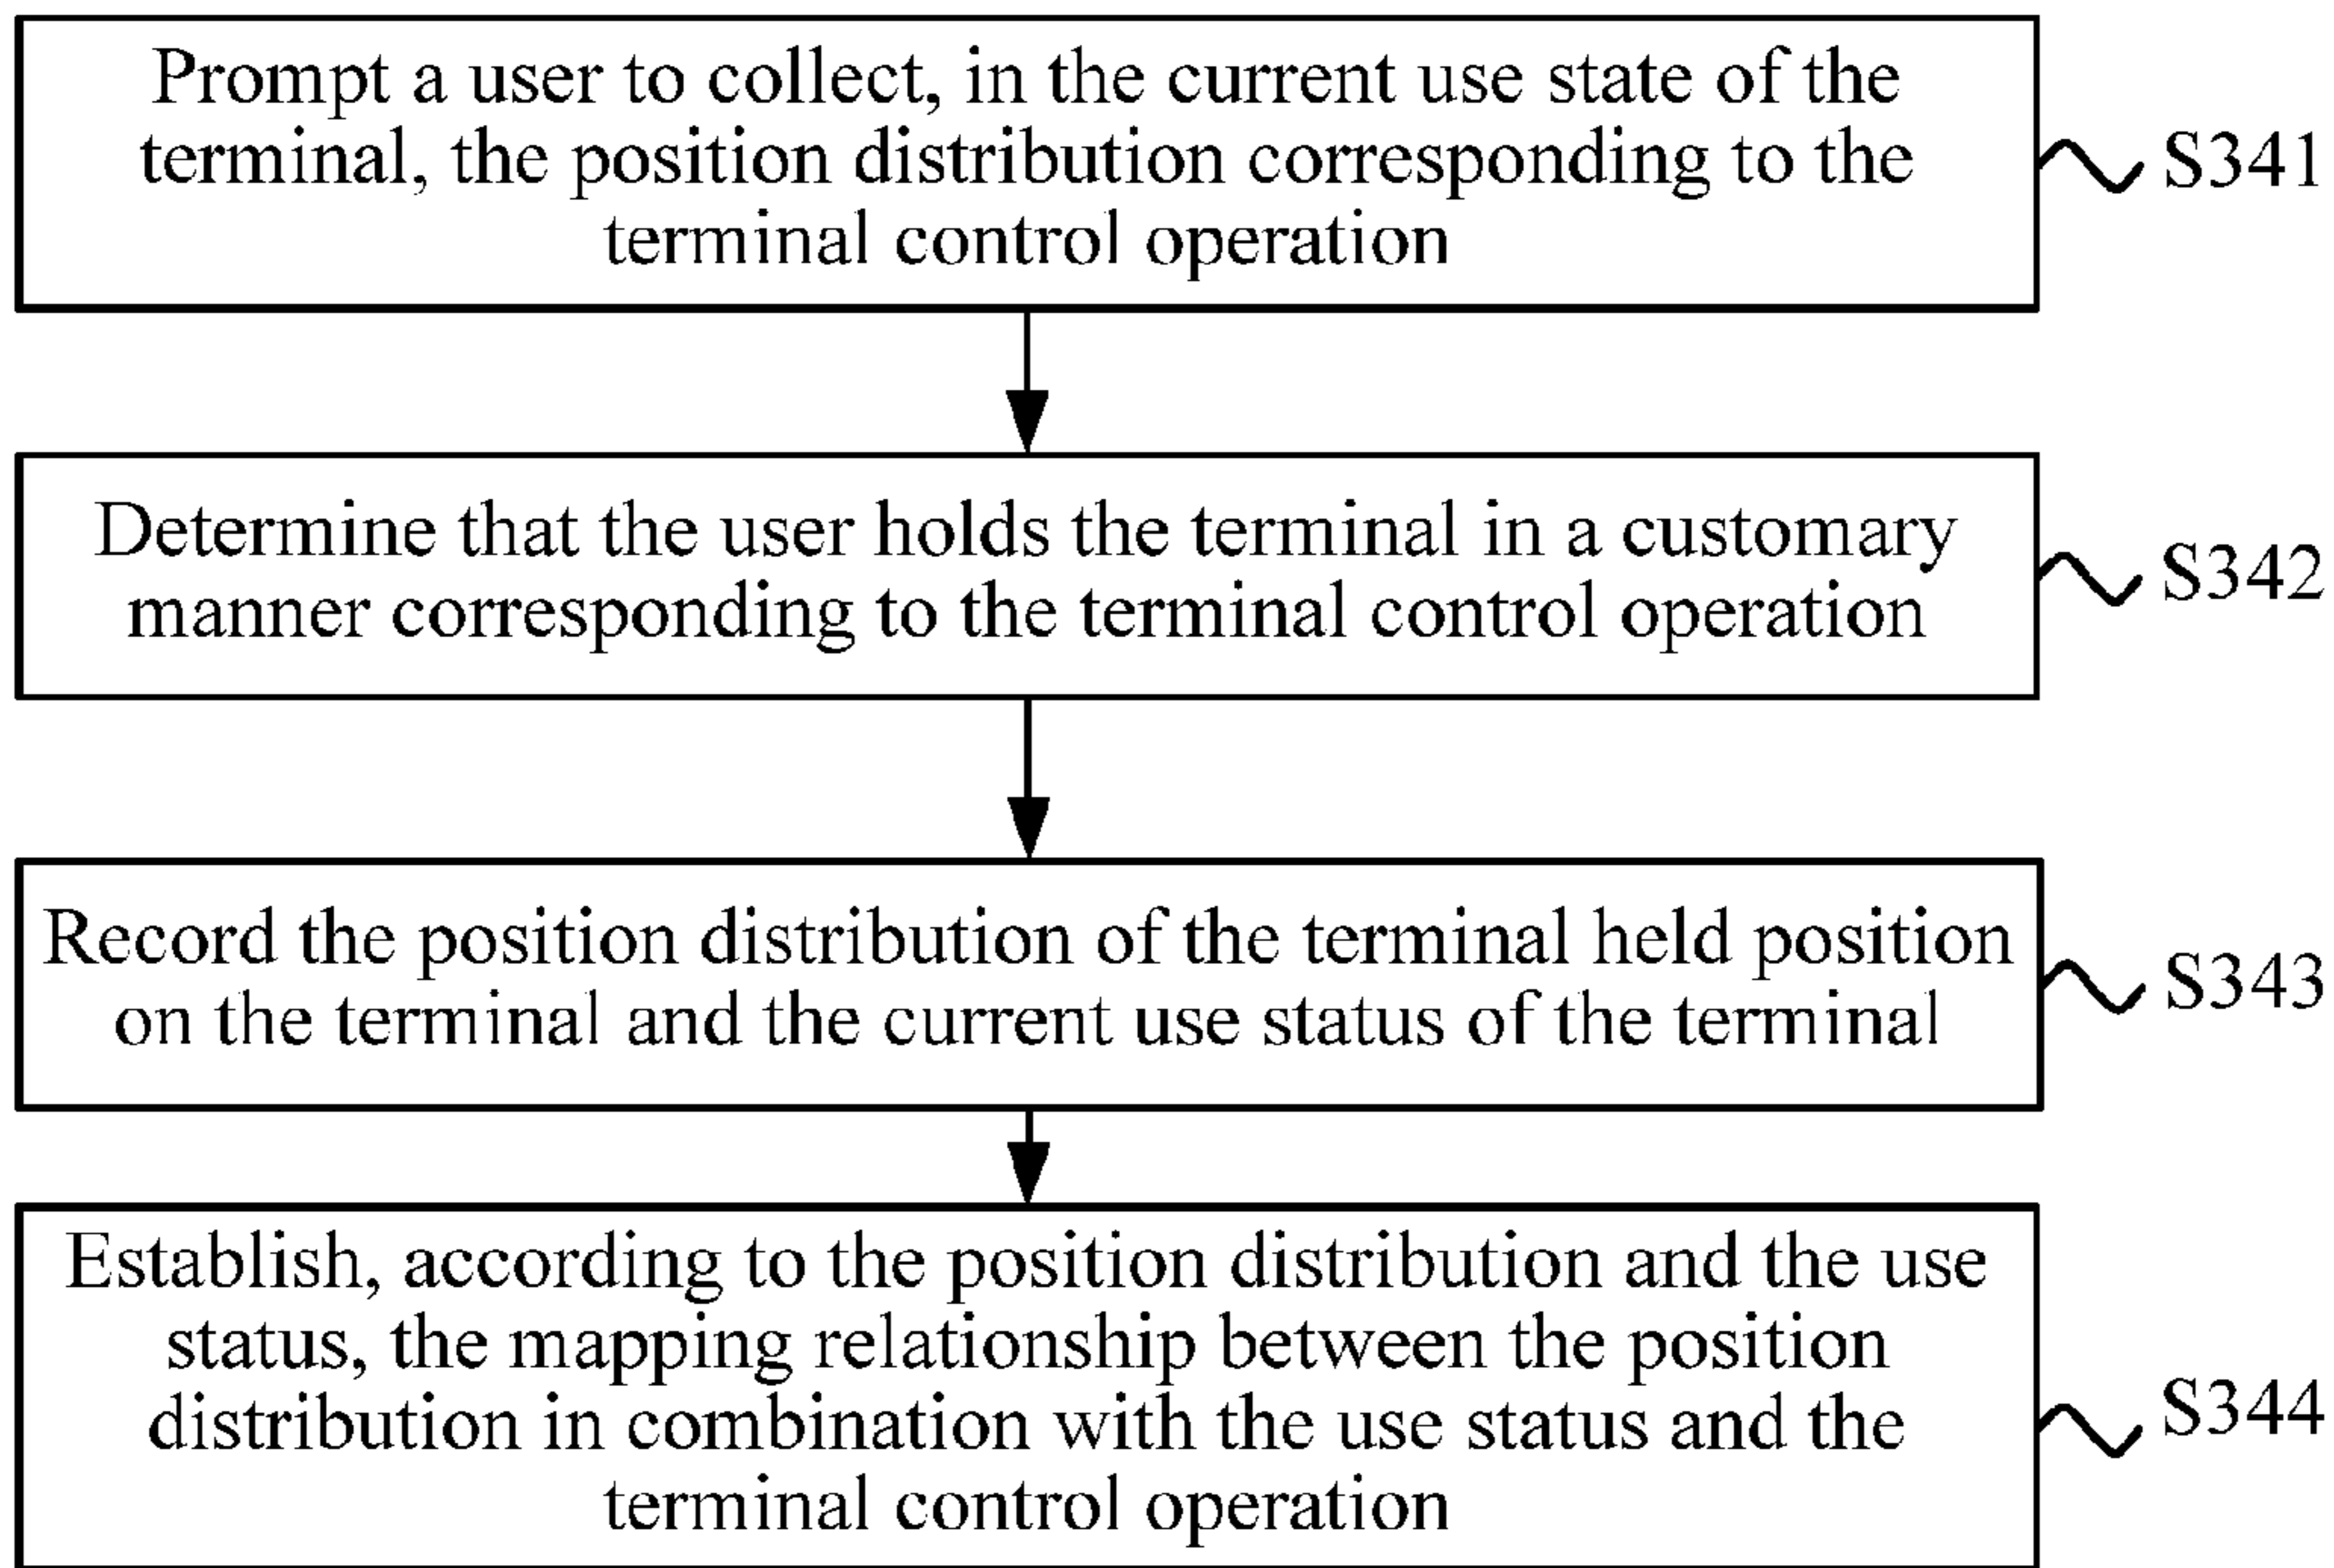 Prompt a user to collect, in the current use state of the
terminal, the position distribution corresponding to the
terminal control operation
S341
Determine that the user holds the terminal in a customary
manner corresponding to the terminal control operation
S342
Record the position distribution of the terminal held position
on the terminal and the current use status of the terminal
S343
Establish, according to the position distribution and the use
status, the mapping relationship between the position
distribution in combination with the use status and the
terminal control operation
S344